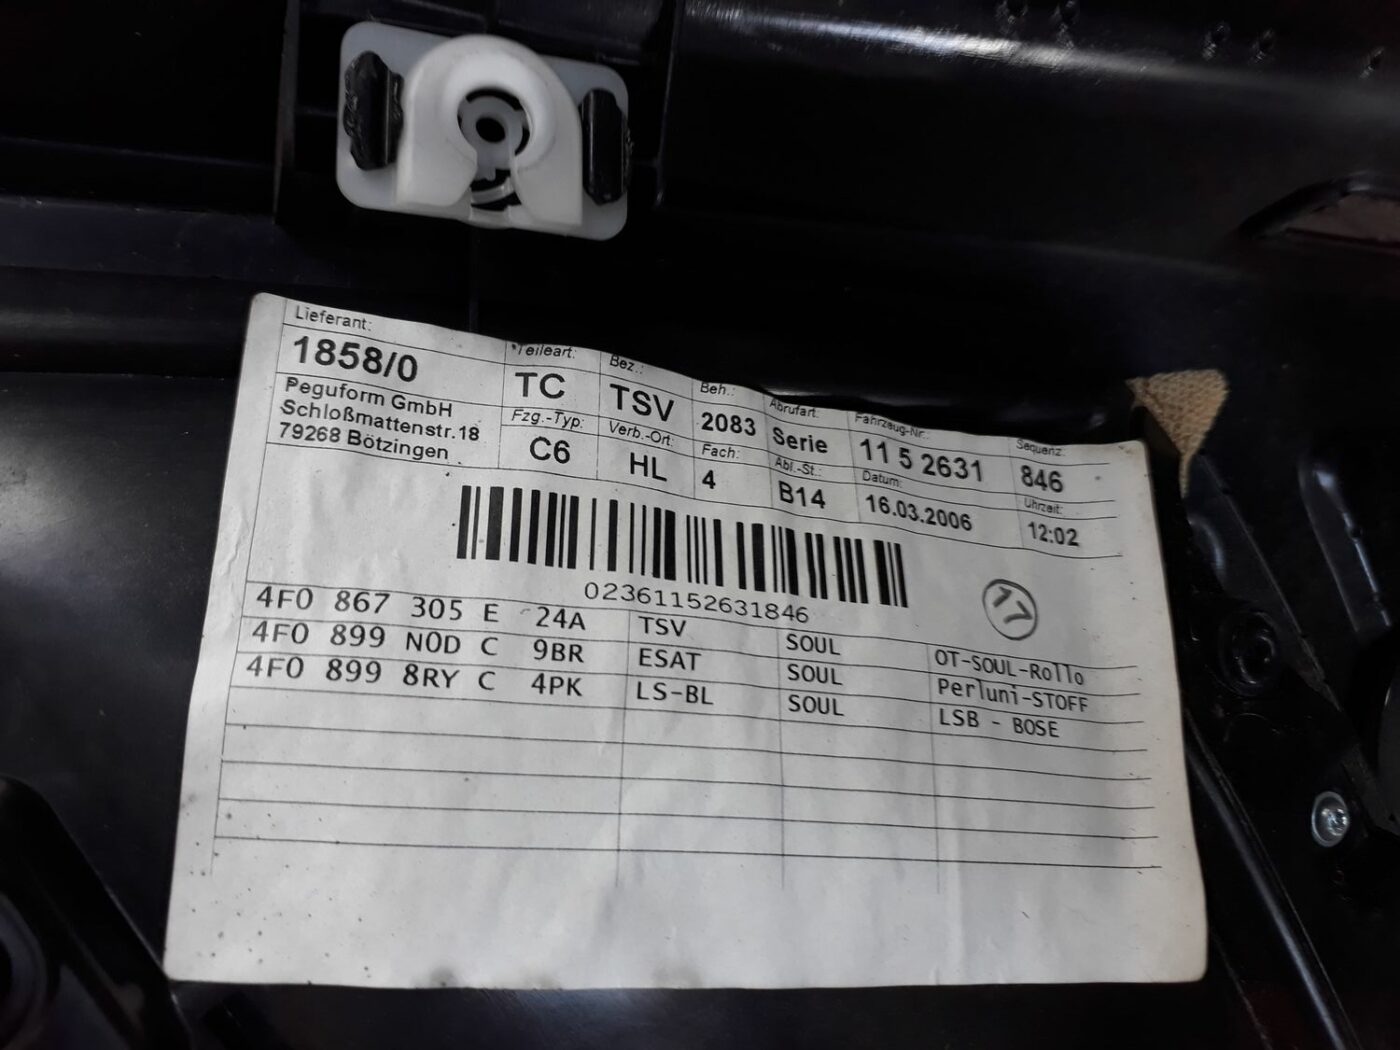 Lieferant:
1858/0
Peguform GmbH
Schloßmattenstr.18
79268 Bötzingen
*Teileart: Bez.: Beh.: Abrufart: Fahrzeug-Nr.: Sequenz:
TC TSV 2083 Serie 11 5 2631 846
Fzg.-Typ: Verb.-Ort: Fach: Abl.-St.: Datum: Uhrzeit:
C6 HL 4 B14 16.03.2006 12:02
02361152631846
17
4F0 867 305 E 24A TSV SOUL OT-SOUL-Rollo
4F0 899 N0D C 9BR ESAT SOUL Perluni-STOFF
4F0 899 8RY C 4PK LS-BL SOUL LSB - BOSE